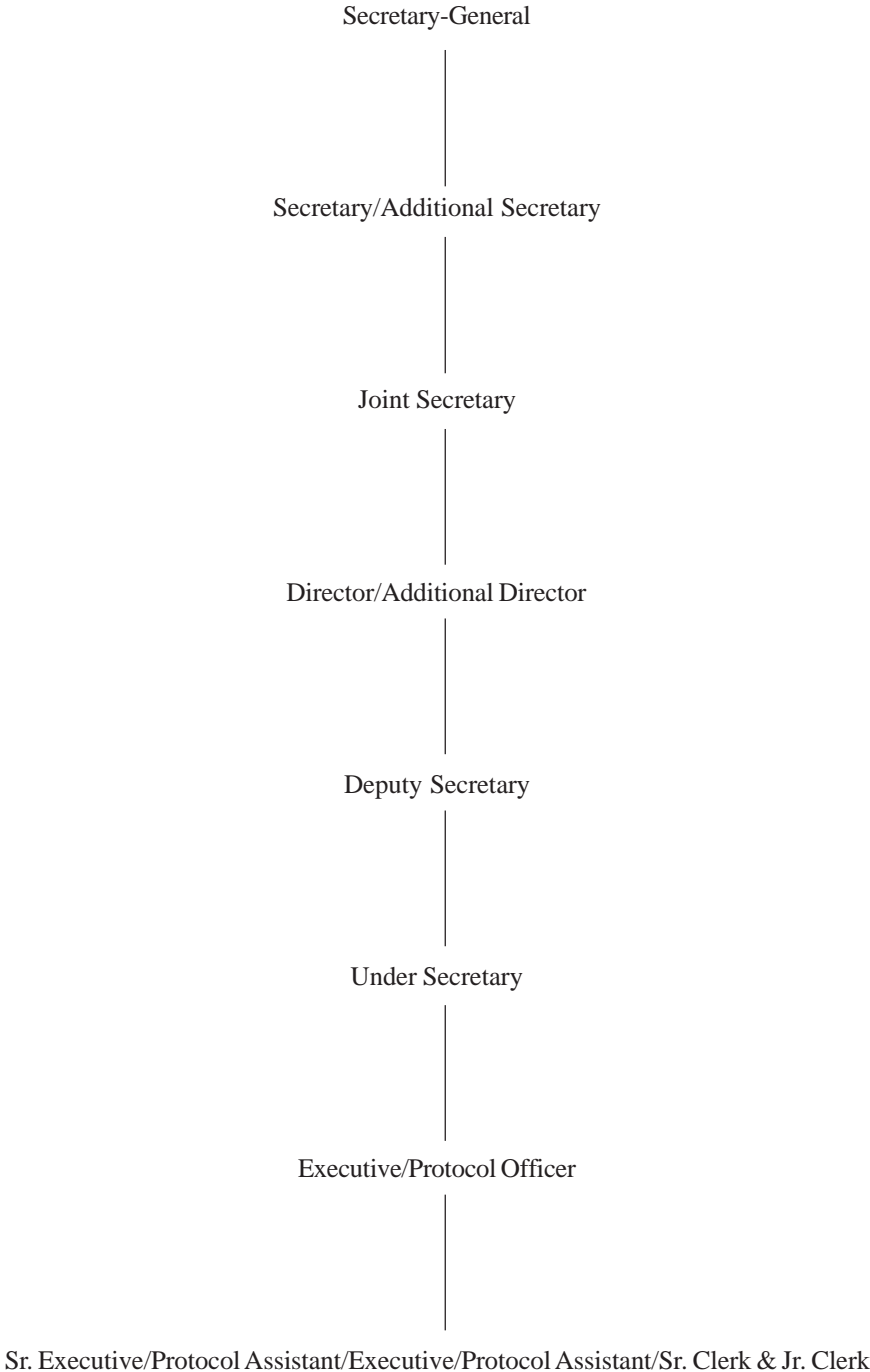 Secretary-General
Secretary/Additional Secretary
Joint Secretary
Director/Additional Director
Deputy Secretary
Under Secretary
Executive/Protocol Officer
Sr. Executive/Protocol Assistant/Executive/Protocol Assistant/Sr. Clerk & Jr. Clerk